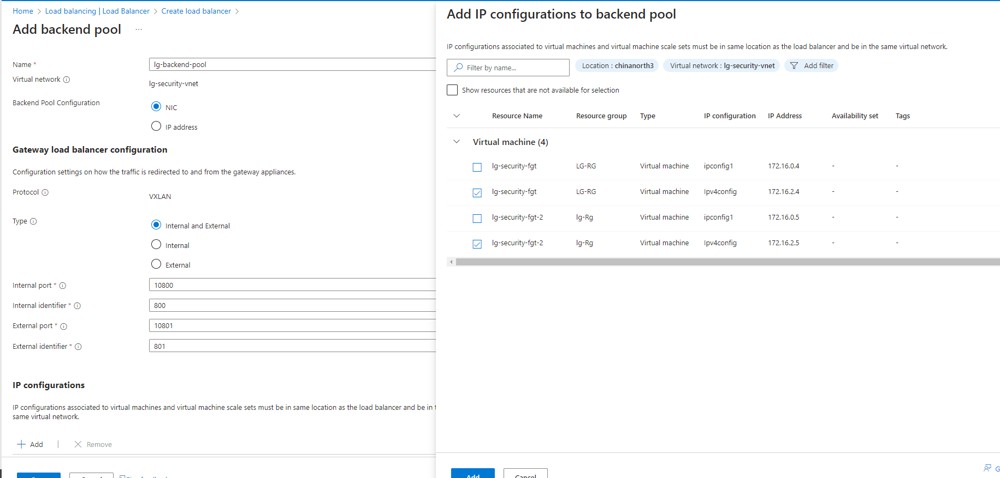 Home > Load balancing | Load Balancer > Create load balancer >
Add backend pool ...
Name *
lg-backend-pool
Virtual network
lg-security-vnet
Backend Pool Configuration
NIC
IP address
Gateway load balancer configuration
Configuration settings on how the traffic is redirected to and from the gateway appliances.
Protocol
VXLAN
Type
Internal and External
Internal
External
Internal port *
10800
Internal identifier *
800
External port *
10801
External identifier *
801
IP configurations
IP configurations associated to virtual machines and virtual machine scale sets must be in same location as the load balancer and be in
same virtual network.
Add | Remove
Add IP configurations to backend pool
IP configurations associated to virtual machines and virtual machine scale sets must be in same location as the load balancer and be in the same virtual network.
Filter by name... Location : chinanorth3 Virtual network : lg-security-vnet Add filter
Show resources that are not available for selection
Resource Name Resource group Type IP configuration IP Address Availability set Tags
Virtual machine (4)
lg-security-fgt LG-RG Virtual machine ipconfig1 172.16.0.4 - -
lg-security-fgt LG-RG Virtual machine Ipv4config 172.16.2.4 - -
lg-security-fgt-2 lg-Rg Virtual machine ipconfig1 172.16.0.5 - -
lg-security-fgt-2 lg-Rg Virtual machine Ipv4config 172.16.2.5 - -
Add Cancel